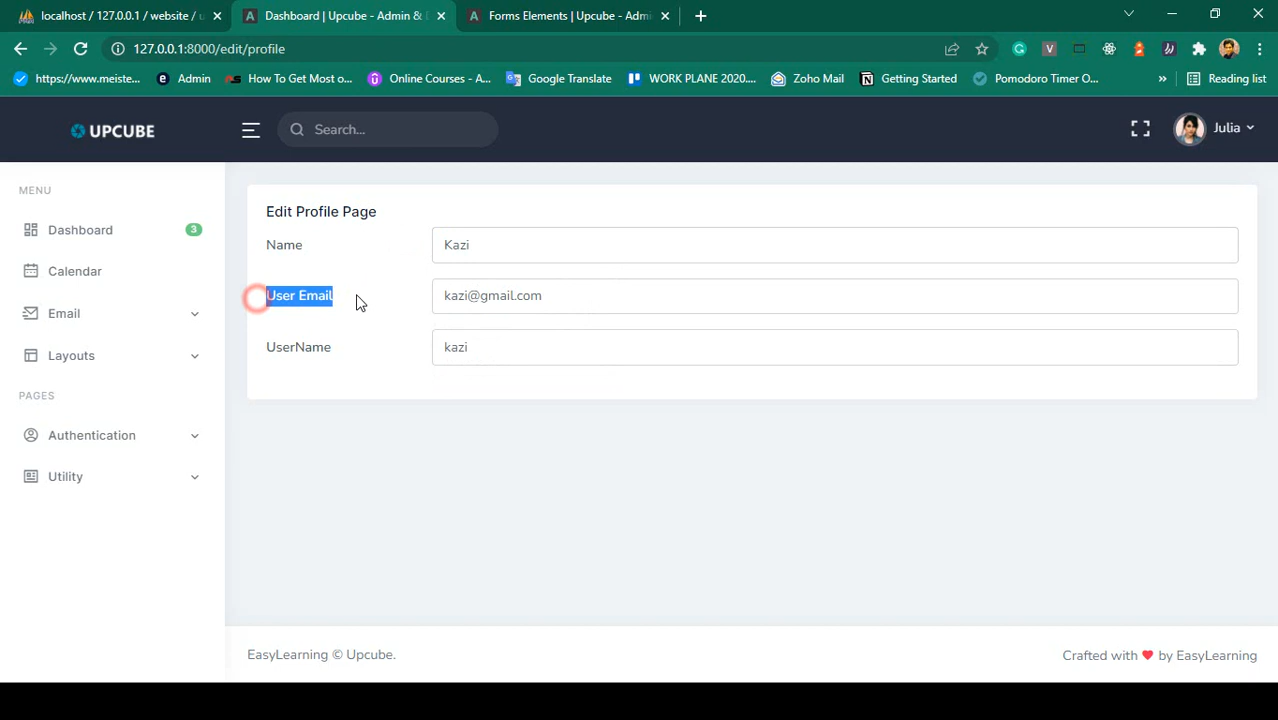 localhost / 127.0.0.1 / website / u
Dashboard | Upcube - Admin &
Forms Elements | Upcube - Admi
127.0.0.1:8000/edit/profile
https://www.meiste...
Admin
How To Get Most o...
Online Courses - A...
Google Translate
WORK PLANE 2020....
Zoho Mail
Getting Started
Pomodoro Timer O...
»
Reading list
UPCUBE
Search...
Julia
MENU
Dashboard
3
Calendar
Email
Layouts
PAGES
Authentication
Utility
Edit Profile Page
Name
Kazi
User Email
kazi@gmail.com
UserName
kazi
EasyLearning © Upcube.
Crafted with ♥ by EasyLearning